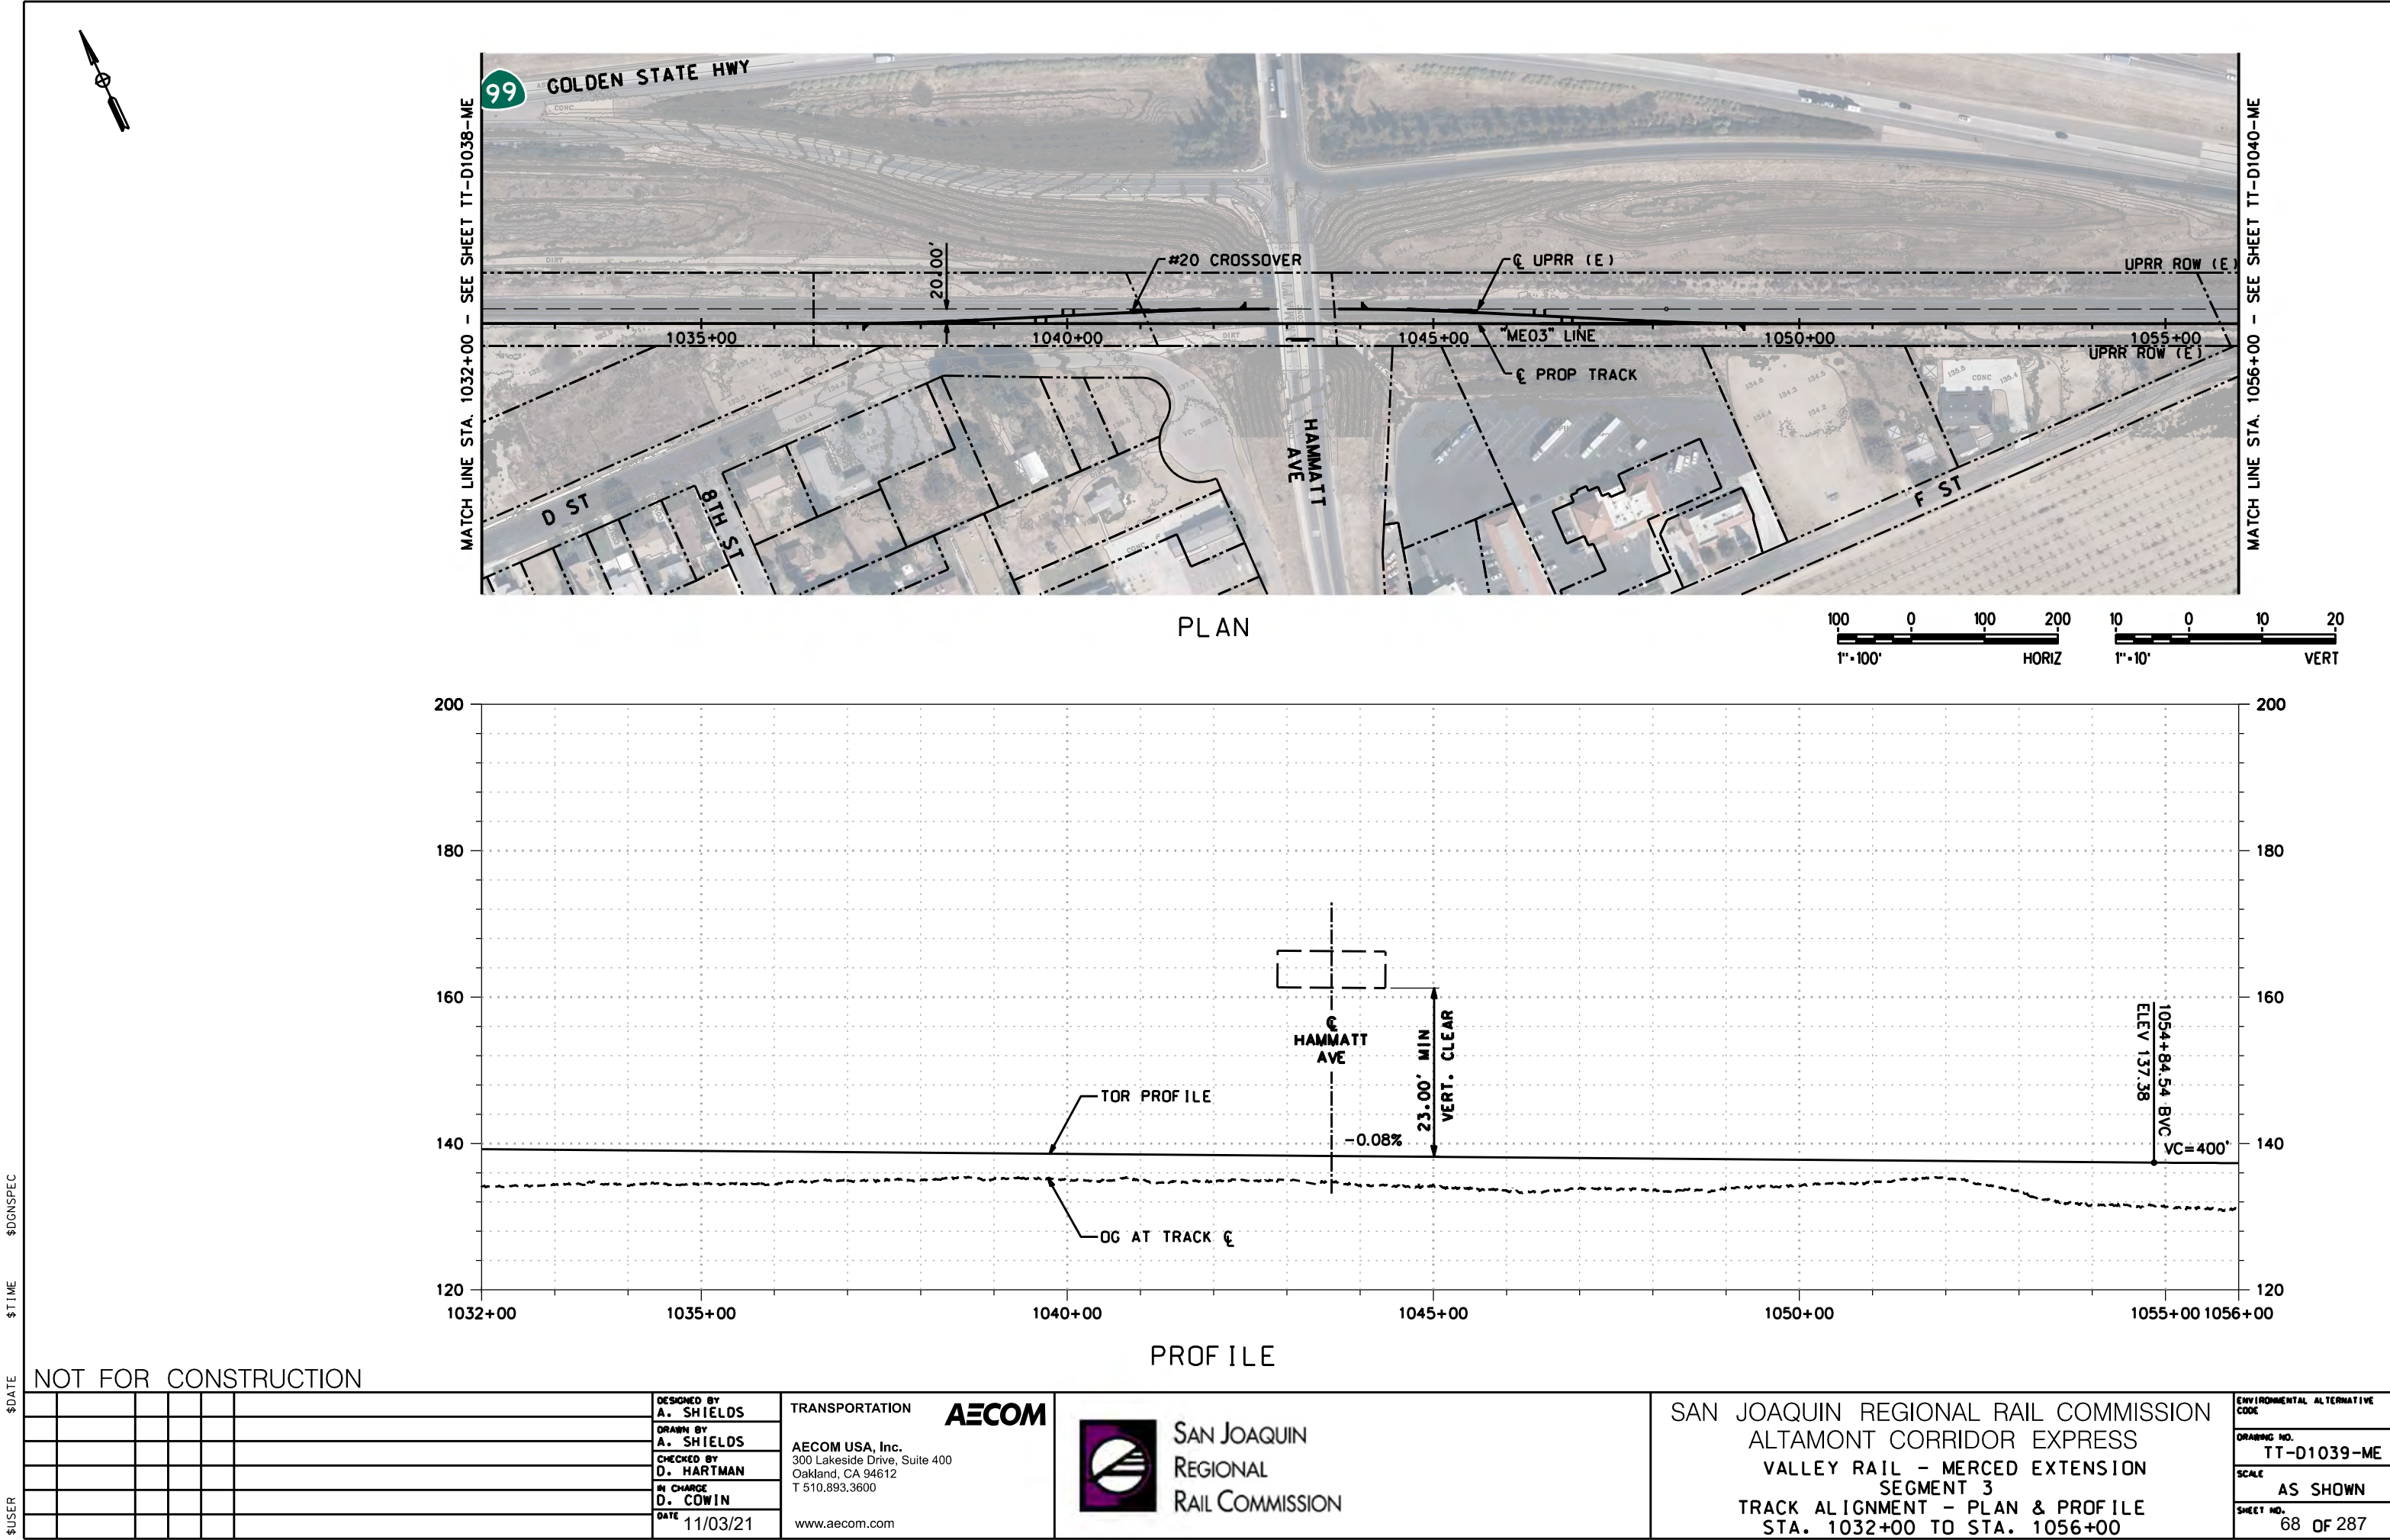 99
GOLDEN STATE HWY
MATCH LINE STA. 1032+00 - SEE SHEET TT-D1038-ME
MATCH LINE STA. 1056+00 - SEE SHEET TT-D1040-ME
20.00'
#20 CROSSOVER
℄ UPRR (E)
UPRR ROW (E)
1035+00
1040+00
1045+00
"ME03" LINE
1050+00
1055+00
UPRR ROW (E)
℄ PROP TRACK
DIRT
DIRT
CONC
CONC
CONC
D ST
8TH ST
HAMMATT
AVE
F ST
PLAN
100 0 100 200
1"=100' HORIZ
10 0 10 20
1"=10' VERT
200 200
180 180
160 160
140 140
120 120
℄
HAMMATT
AVE
23.00' MIN
VERT. CLEAR
-0.08%
TOR PROFILE
OG AT TRACK ℄
1054+84.54 BVC
ELEV 137.38
VC=400'
1032+00 1035+00 1040+00 1045+00 1050+00 1055+00 1056+00
PROFILE
$DGNSPEC
$TIME
$DATE
$USER
NOT FOR CONSTRUCTION
DESIGNED BY
A. SHIELDS
DRAWN BY
A. SHIELDS
CHECKED BY
D. HARTMAN
IN CHARGE
D. COWIN
DATE 11/03/21
TRANSPORTATION AECOM
AECOM USA, Inc.
300 Lakeside Drive, Suite 400
Oakland, CA 94612
T 510.893.3600
www.aecom.com
SAN JOAQUIN
REGIONAL
RAIL COMMISSION
SAN JOAQUIN REGIONAL RAIL COMMISSION
ALTAMONT CORRIDOR EXPRESS
VALLEY RAIL - MERCED EXTENSION
SEGMENT 3
TRACK ALIGNMENT - PLAN & PROFILE
STA. 1032+00 TO STA. 1056+00
ENVIRONMENTAL ALTERNATIVE
CODE
DRAWING NO.
TT-D1039-ME
SCALE
AS SHOWN
SHEET NO.
68 OF 287